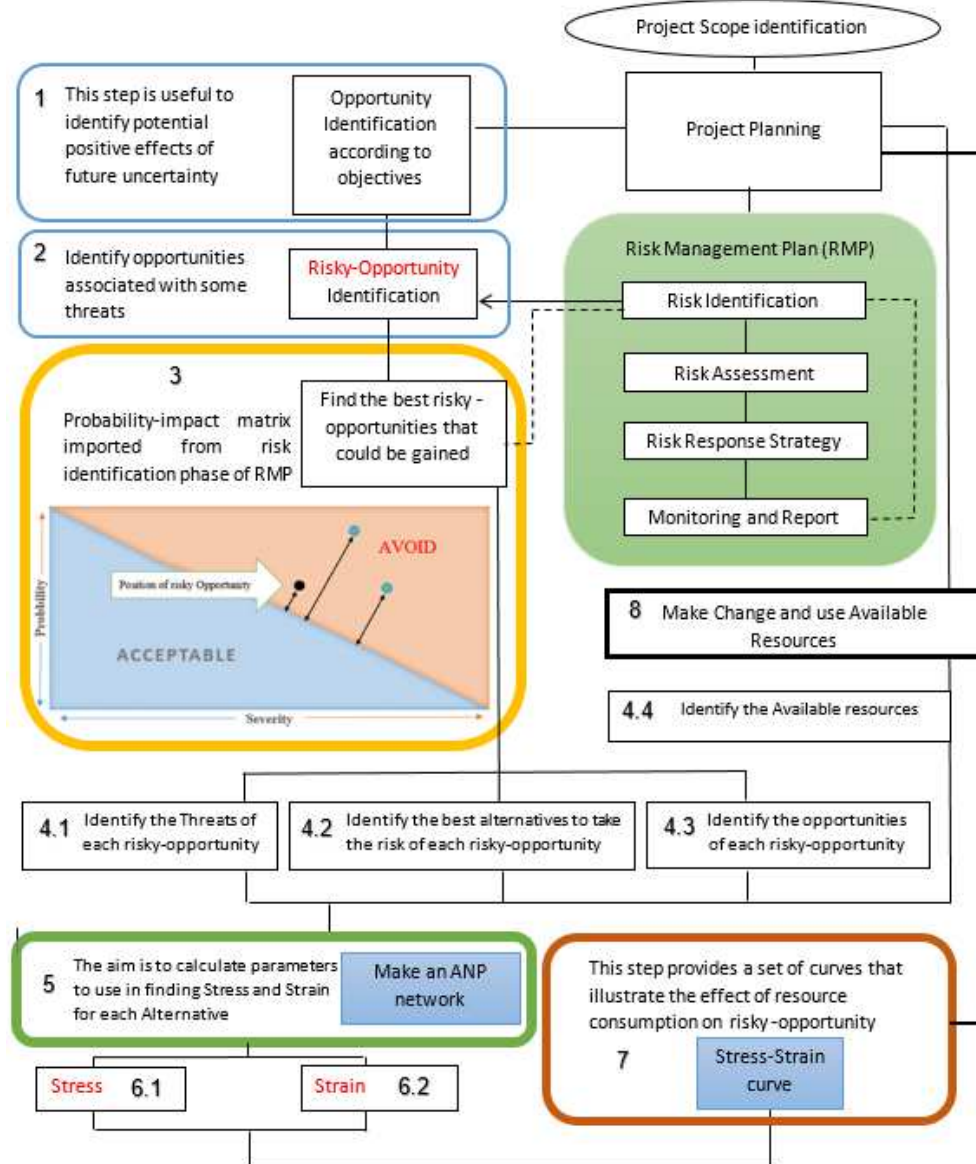 Project Scope identification
1
This step is useful to
identify potential
positive effects of
future uncertainty
Opportunity
Identification
according to
objectives
Project Planning
2
Identify opportunities
associated with some
threats
Risky-Opportunity
Identification
Risk Management Plan (RMP)
Risk Identification
Risk Assessment
Risk Response Strategy
Monitoring and Report
3
Probability-impact matrix
imported from risk
identification phase of RMP
Find the best risky -
opportunities that
could be gained
AVOID
Position of risky Opportunity
ACCEPTABLE
Probbility
Severity
8 Make Change and use Available
Resources
4.4 Identify the Available resources
4.1 Identify the Threats of
each risky-opportunity
4.2 Identify the best alternatives to take
the risk of each risky-opportunity
4.3 Identify the opportunities
of each risky-opportunity
5
The aim is to calculate parameters
to use in finding Stress and Strain
for each Alternative
Make an ANP
network
This step provides a set of curves that
illustrate the effect of resource
consumption on risky-opportunity
7
Stress-Strain
curve
Stress 6.1
Strain 6.2